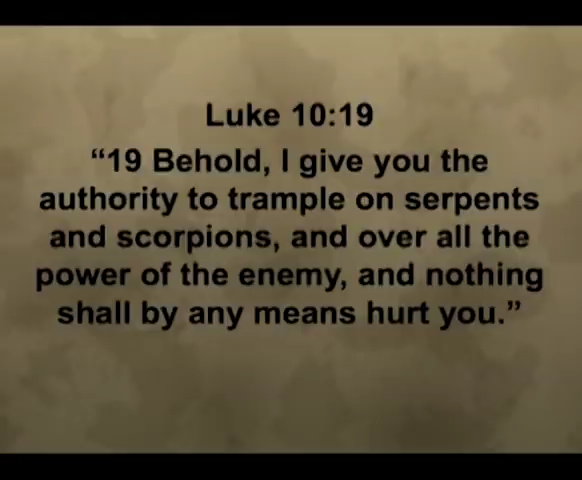 Luke 10:19
“19 Behold, I give you the
authority to trample on serpents
and scorpions, and over all the
power of the enemy, and nothing
shall by any means hurt you.”